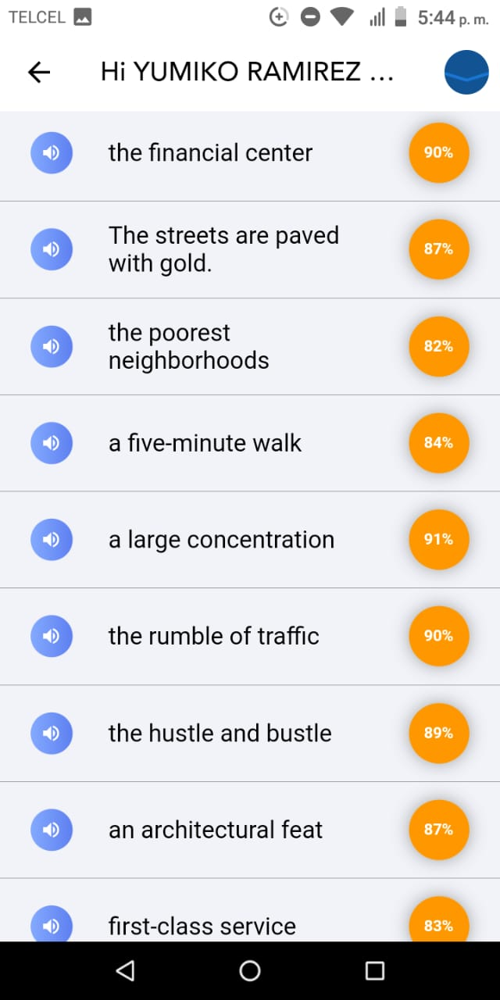 TELCEL 5:44 p. m.
Hi YUMIKO RAMIREZ ...
the financial center 90%
The streets are paved
with gold. 87%
the poorest
neighborhoods 82%
a five-minute walk 84%
a large concentration 91%
the rumble of traffic 90%
the hustle and bustle 89%
an architectural feat 87%
first-class service 83%